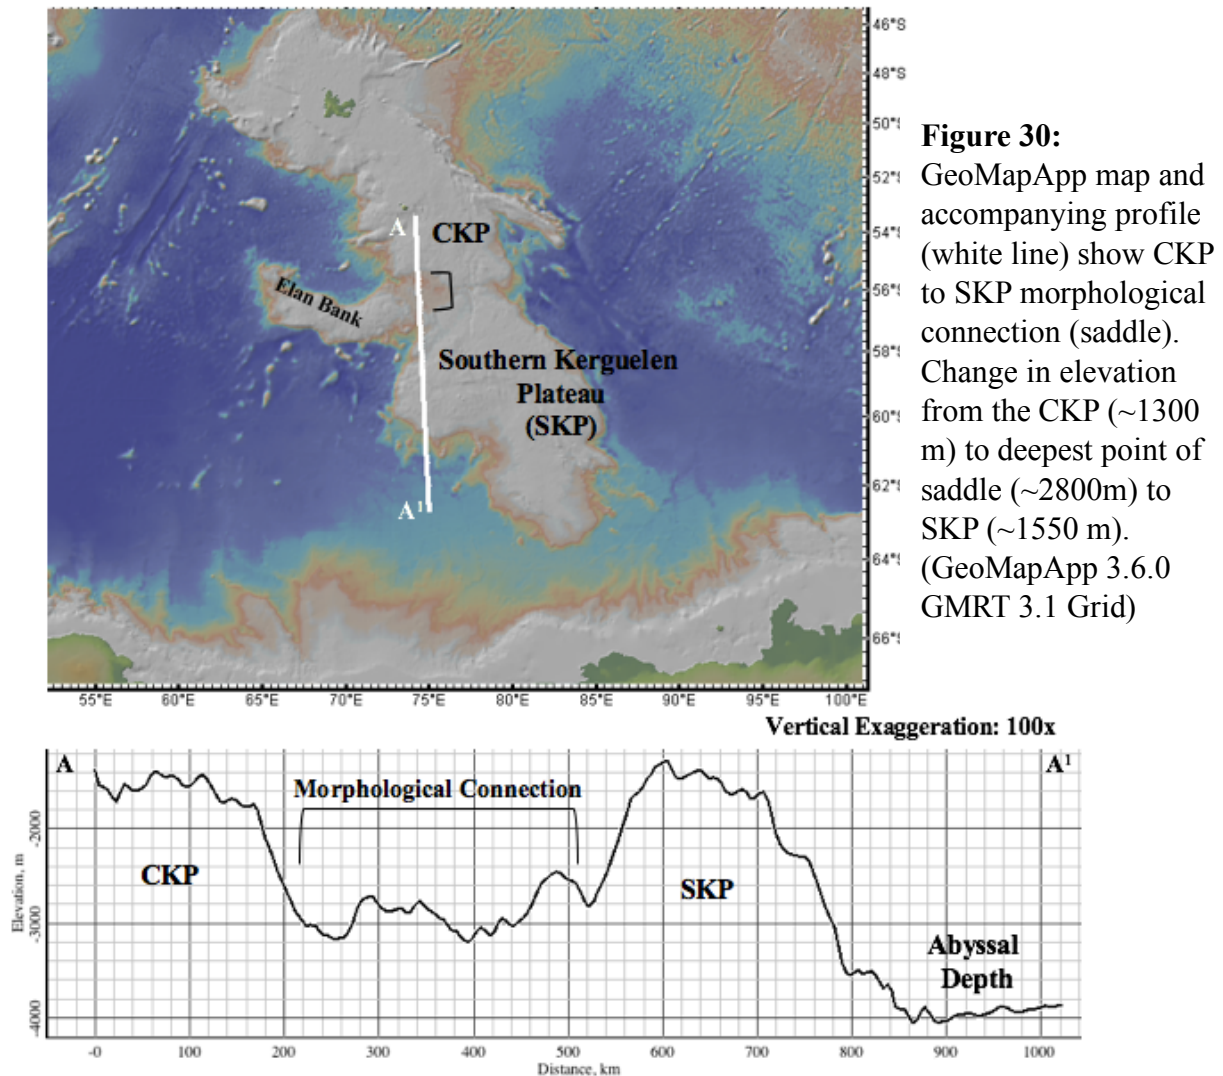 46°S
48°S
50°S
52°S
54°S
56°S
58°S
60°S
62°S
64°S
66°S
A
CKP
Elan Bank
Southern Kerguelen
Plateau
(SKP)
A¹
55°E 60°E 65°E 70°E 75°E 80°E 85°E 90°E 95°E 100°E
Figure 30:
GeoMapApp map and
accompanying profile
(white line) show CKP
to SKP morphological
connection (saddle).
Change in elevation
from the CKP (~1300
m) to deepest point of
saddle (~2800m) to
SKP (~1550 m).
(GeoMapApp 3.6.0
GMRT 3.1 Grid)
Vertical Exaggeration: 100x
A
A¹
Morphological Connection
CKP
SKP
Abyssal
Depth
Elevation, m
-2000
-3000
-4000
-0 100 200 300 400 500 600 700 800 900 1000
Distance, km